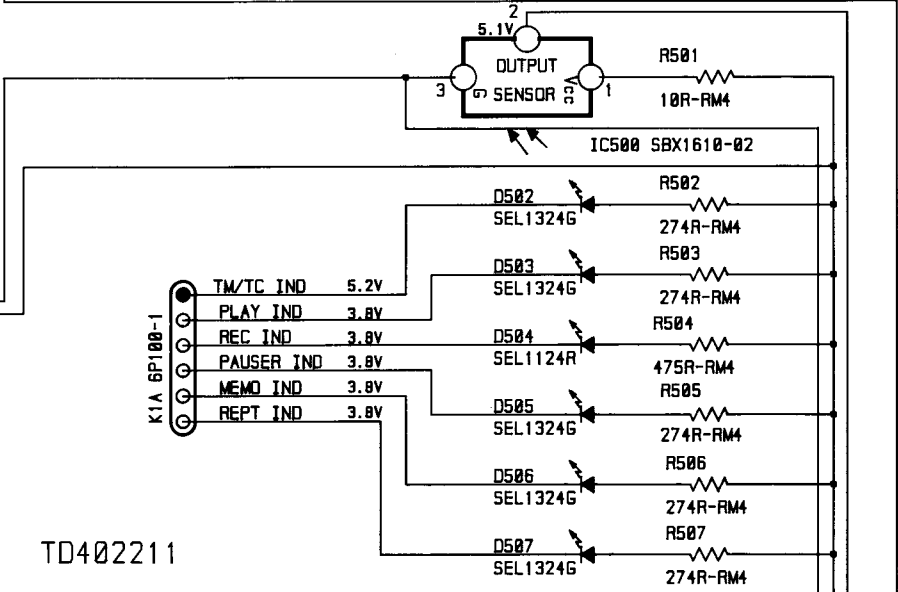 2
5.1V
OUTPUT
SENSOR
3
G
Vcc
1
R501
10R-RM4
IC500 SBX1610-02
R502
D502
SEL1324G
274R-RM4
R503
D503
SEL1324G
274R-RM4
TM/TC IND 5.2V
PLAY IND 3.8V
REC IND 3.8V
PAUSER IND 3.8V
MEMO IND 3.8V
REPT IND 3.8V
K1A 6P100-1
R504
D504
SEL1124R
475R-RM4
R505
D505
SEL1324G
274R-RM4
R506
D506
SEL1324G
274R-RM4
R507
D507
SEL1324G
274R-RM4
TD402211